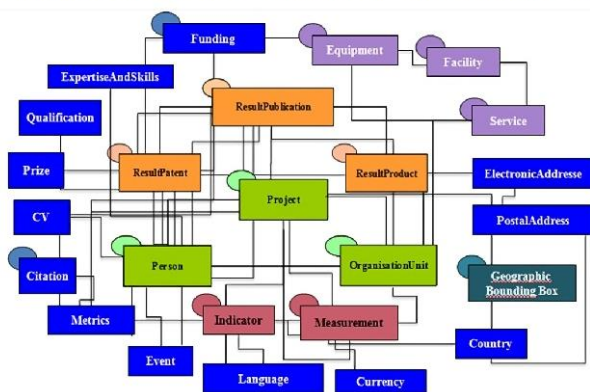 Funding
Equipment
Facility
ExpertiseAndSkills
ResultPublication
Qualification
Service
Prize
ResultPatent
ResultProduct
ElectronicAddresse
Project
CV
PostalAddress
Person
OrganisationUnit
Citation
Geographic
Bounding Box
Metrics
Indicator
Measurement
Country
Event
Language
Currency